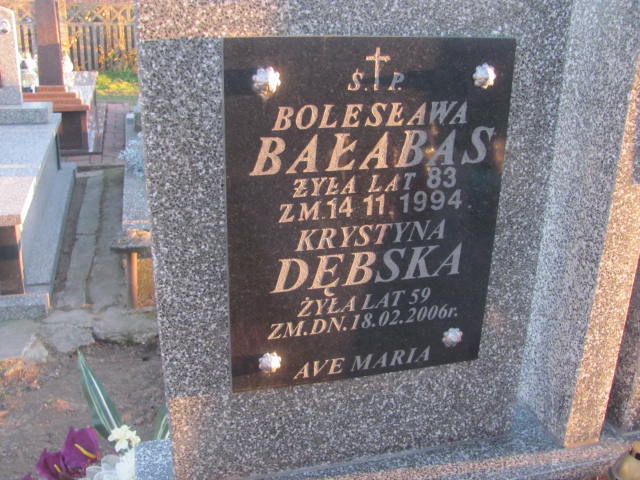 Ś. P.
BOLESŁAWA
BAŁABAS
ŻYŁA LAT 83
ZM.14 11 1994.
KRYSTYNA
DĘBSKA
ŻYŁA LAT 59
ZM.DN.18.02.2006r.
AVE MARIA